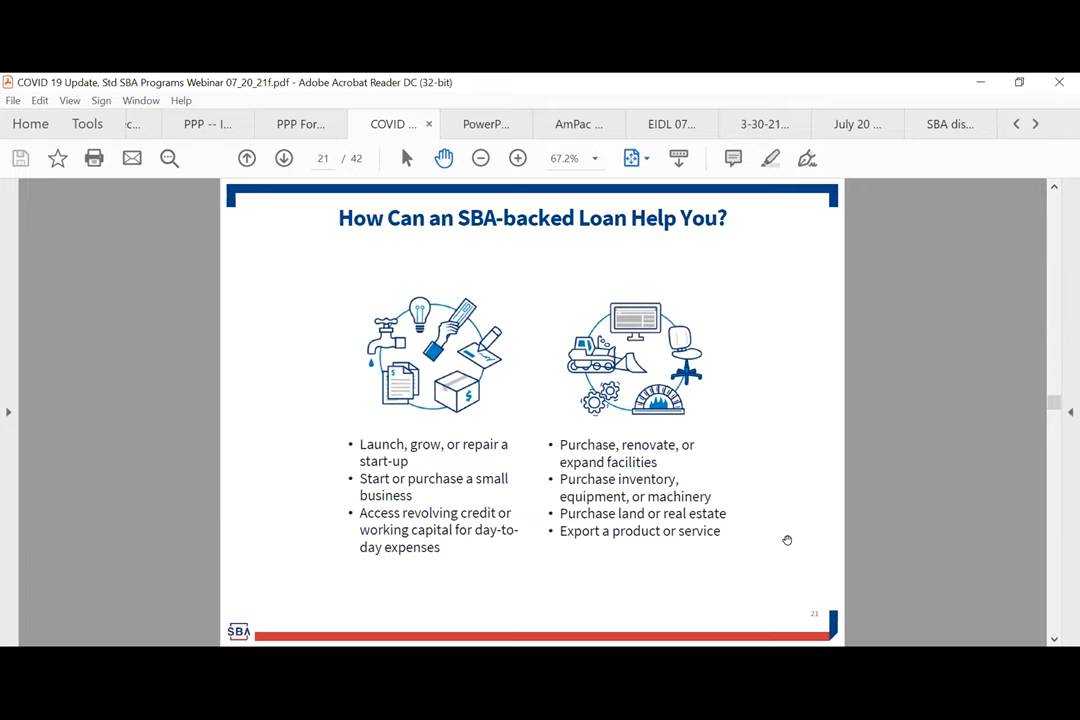 COVID 19 Update, Std SBA Programs Webinar 07_20_21f.pdf - Adobe Acrobat Reader DC (32-bit)
File Edit View Sign Window Help
Home Tools c... PPP -- I... PPP For... COVID ... × PowerP... AmPac ... EIDL 07... 3-30-21... July 20 ... SBA dis...
21 / 42 67.2%
How Can an SBA-backed Loan Help You?
$
$
• Launch, grow, or repair a
start-up
• Start or purchase a small
business
• Access revolving credit or
working capital for day-to-
day expenses
• Purchase, renovate, or
expand facilities
• Purchase inventory,
equipment, or machinery
• Purchase land or real estate
• Export a product or service
21
SBA